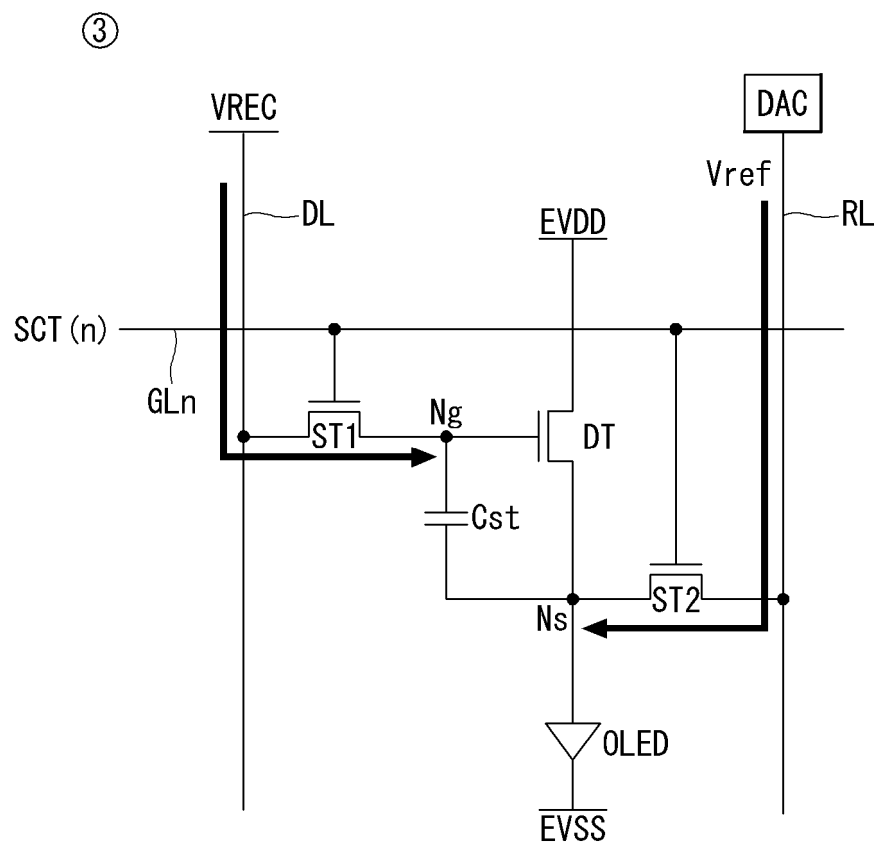 ③
VREC
DAC
Vref
DL
RL
EVDD
SCT(n)
GLn
Ng
ST1
DT
Cst
ST2
Ns
OLED
EVSS